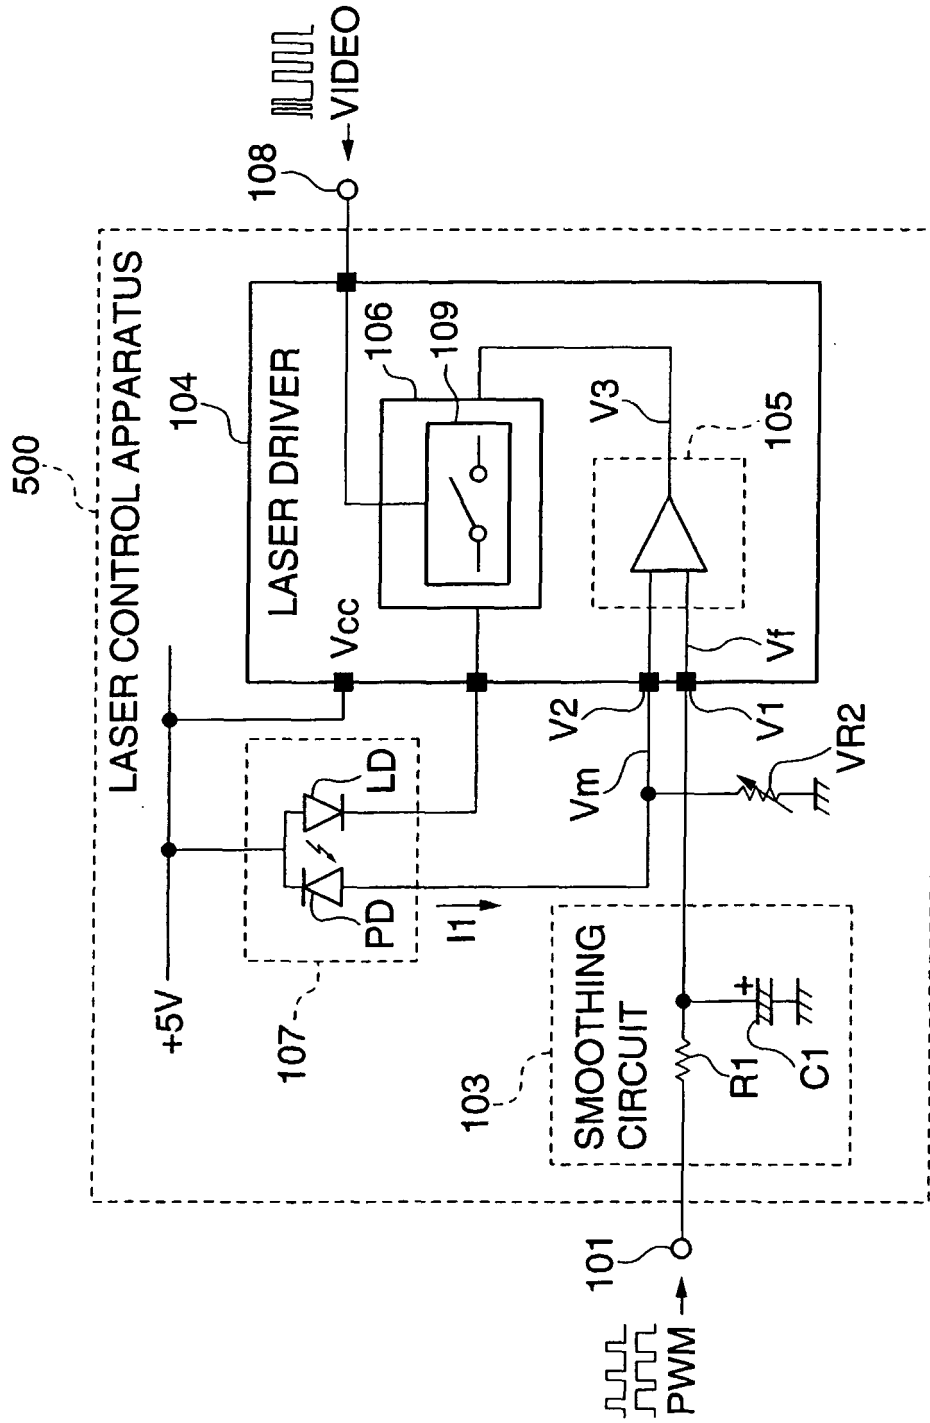 500
LASER CONTROL APPARATUS
104
LASER DRIVER
108
VIDEO
+5V
Vcc
106
109
107
PD
LD
I1
Vm
V2
V1
Vf
V3
105
VR2
103
SMOOTHING
CIRCUIT
R1
C1
+
101
PWM